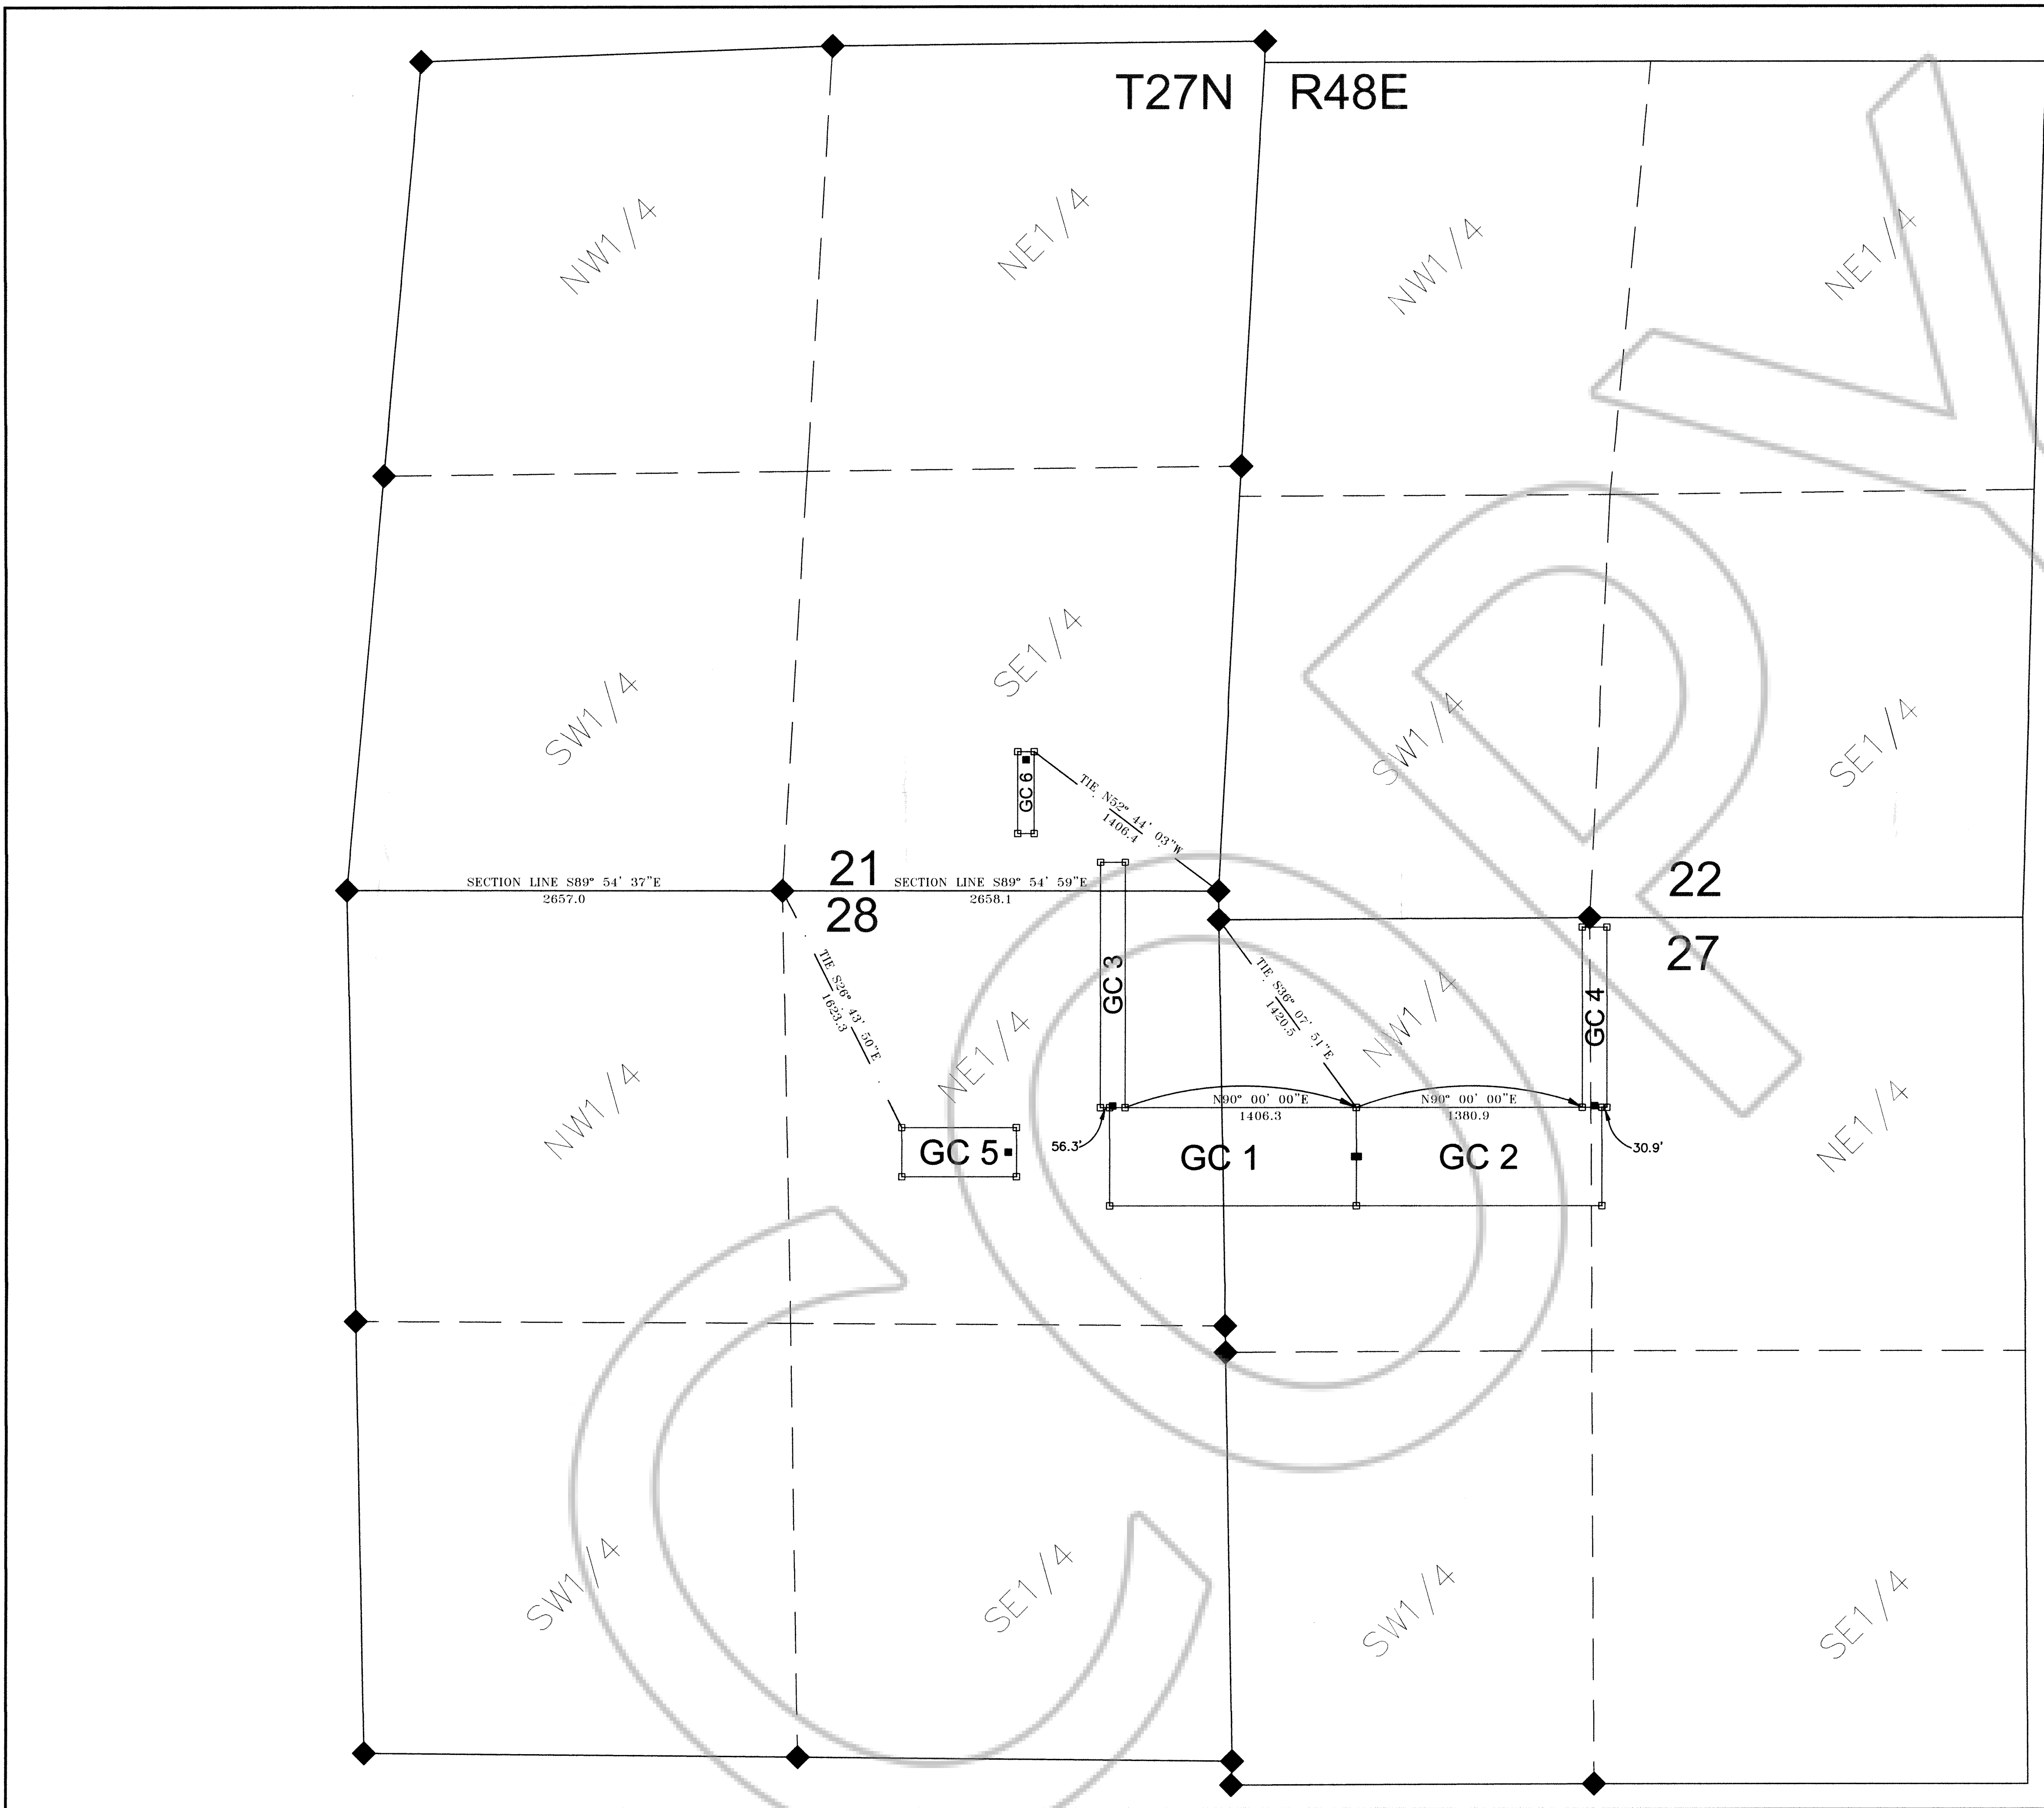 T27N R48E
NW1/4
NE1/4
NW1/4
NE1/4
SW1/4
SE1/4
SW1/4
SE1/4
GC 6
TIE N52° 44' 03"W
1406.4
21
22
SECTION LINE S89° 54' 37"E
2657.0
SECTION LINE S89° 54' 59"E
2658.1
28
27
TIE S26° 43' 50"E
1623.3
GC 3
TIE S36° 07' 51"E
1420.5
GC 4
NW1/4
NE1/4
NW1/4
NE1/4
N90° 00' 00"E
1406.3
N90° 00' 00"E
1380.9
56.3'
30.9'
GC 5
GC 1
GC 2
SW1/4
SE1/4
SW1/4
SE1/4
COPY